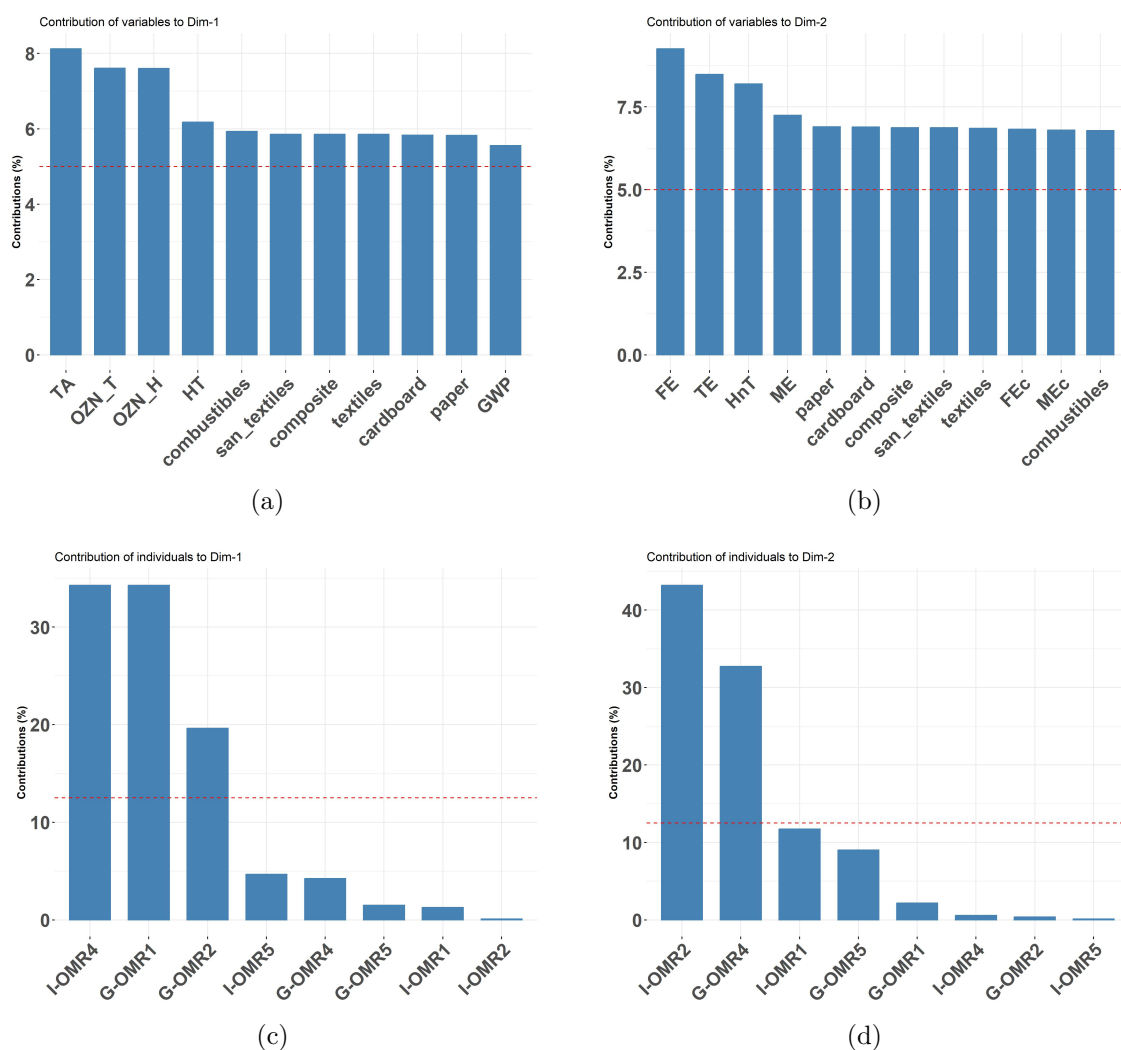 Contribution of variables to Dim-1
Contributions (%)
8
6
4
2
0
TA
OZN_T
OZN_H
HT
combustibles
san_textiles
composite
textiles
cardboard
paper
GWP
(a)
Contribution of variables to Dim-2
Contributions (%)
7.5
5.0
2.5
0.0
FE
TE
HnT
ME
paper
cardboard
composite
san_textiles
textiles
FEc
MEc
combustibles
(b)
Contribution of individuals to Dim-1
Contributions (%)
30
20
10
0
I-OMR4
G-OMR1
G-OMR2
I-OMR5
G-OMR4
G-OMR5
I-OMR1
I-OMR2
(c)
Contribution of individuals to Dim-2
Contributions (%)
40
30
20
10
0
I-OMR2
G-OMR4
I-OMR1
G-OMR5
G-OMR1
I-OMR4
G-OMR2
I-OMR5
(d)